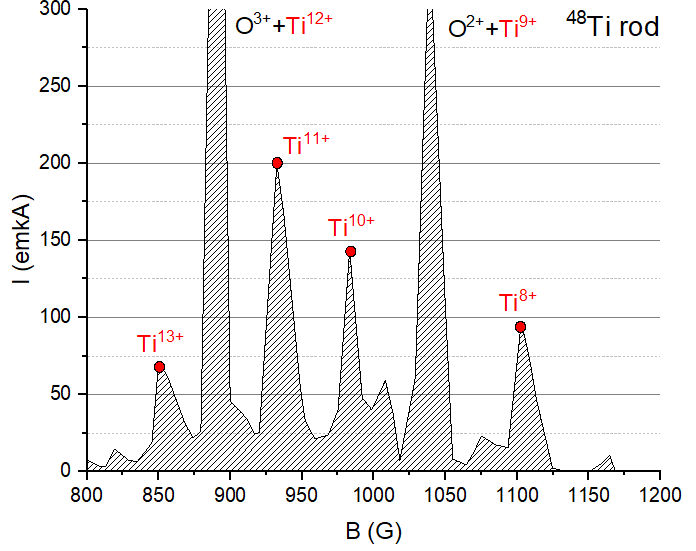 300
O³⁺+Ti¹²⁺
O²⁺+Ti⁹⁺
⁴⁸Ti rod
250
200
Ti¹¹⁺
150
Ti¹⁰⁺
100
Ti¹³⁺
Ti⁸⁺
50
0
I (emkA)
800 850 900 950 1000 1050 1100 1150 1200
B (G)